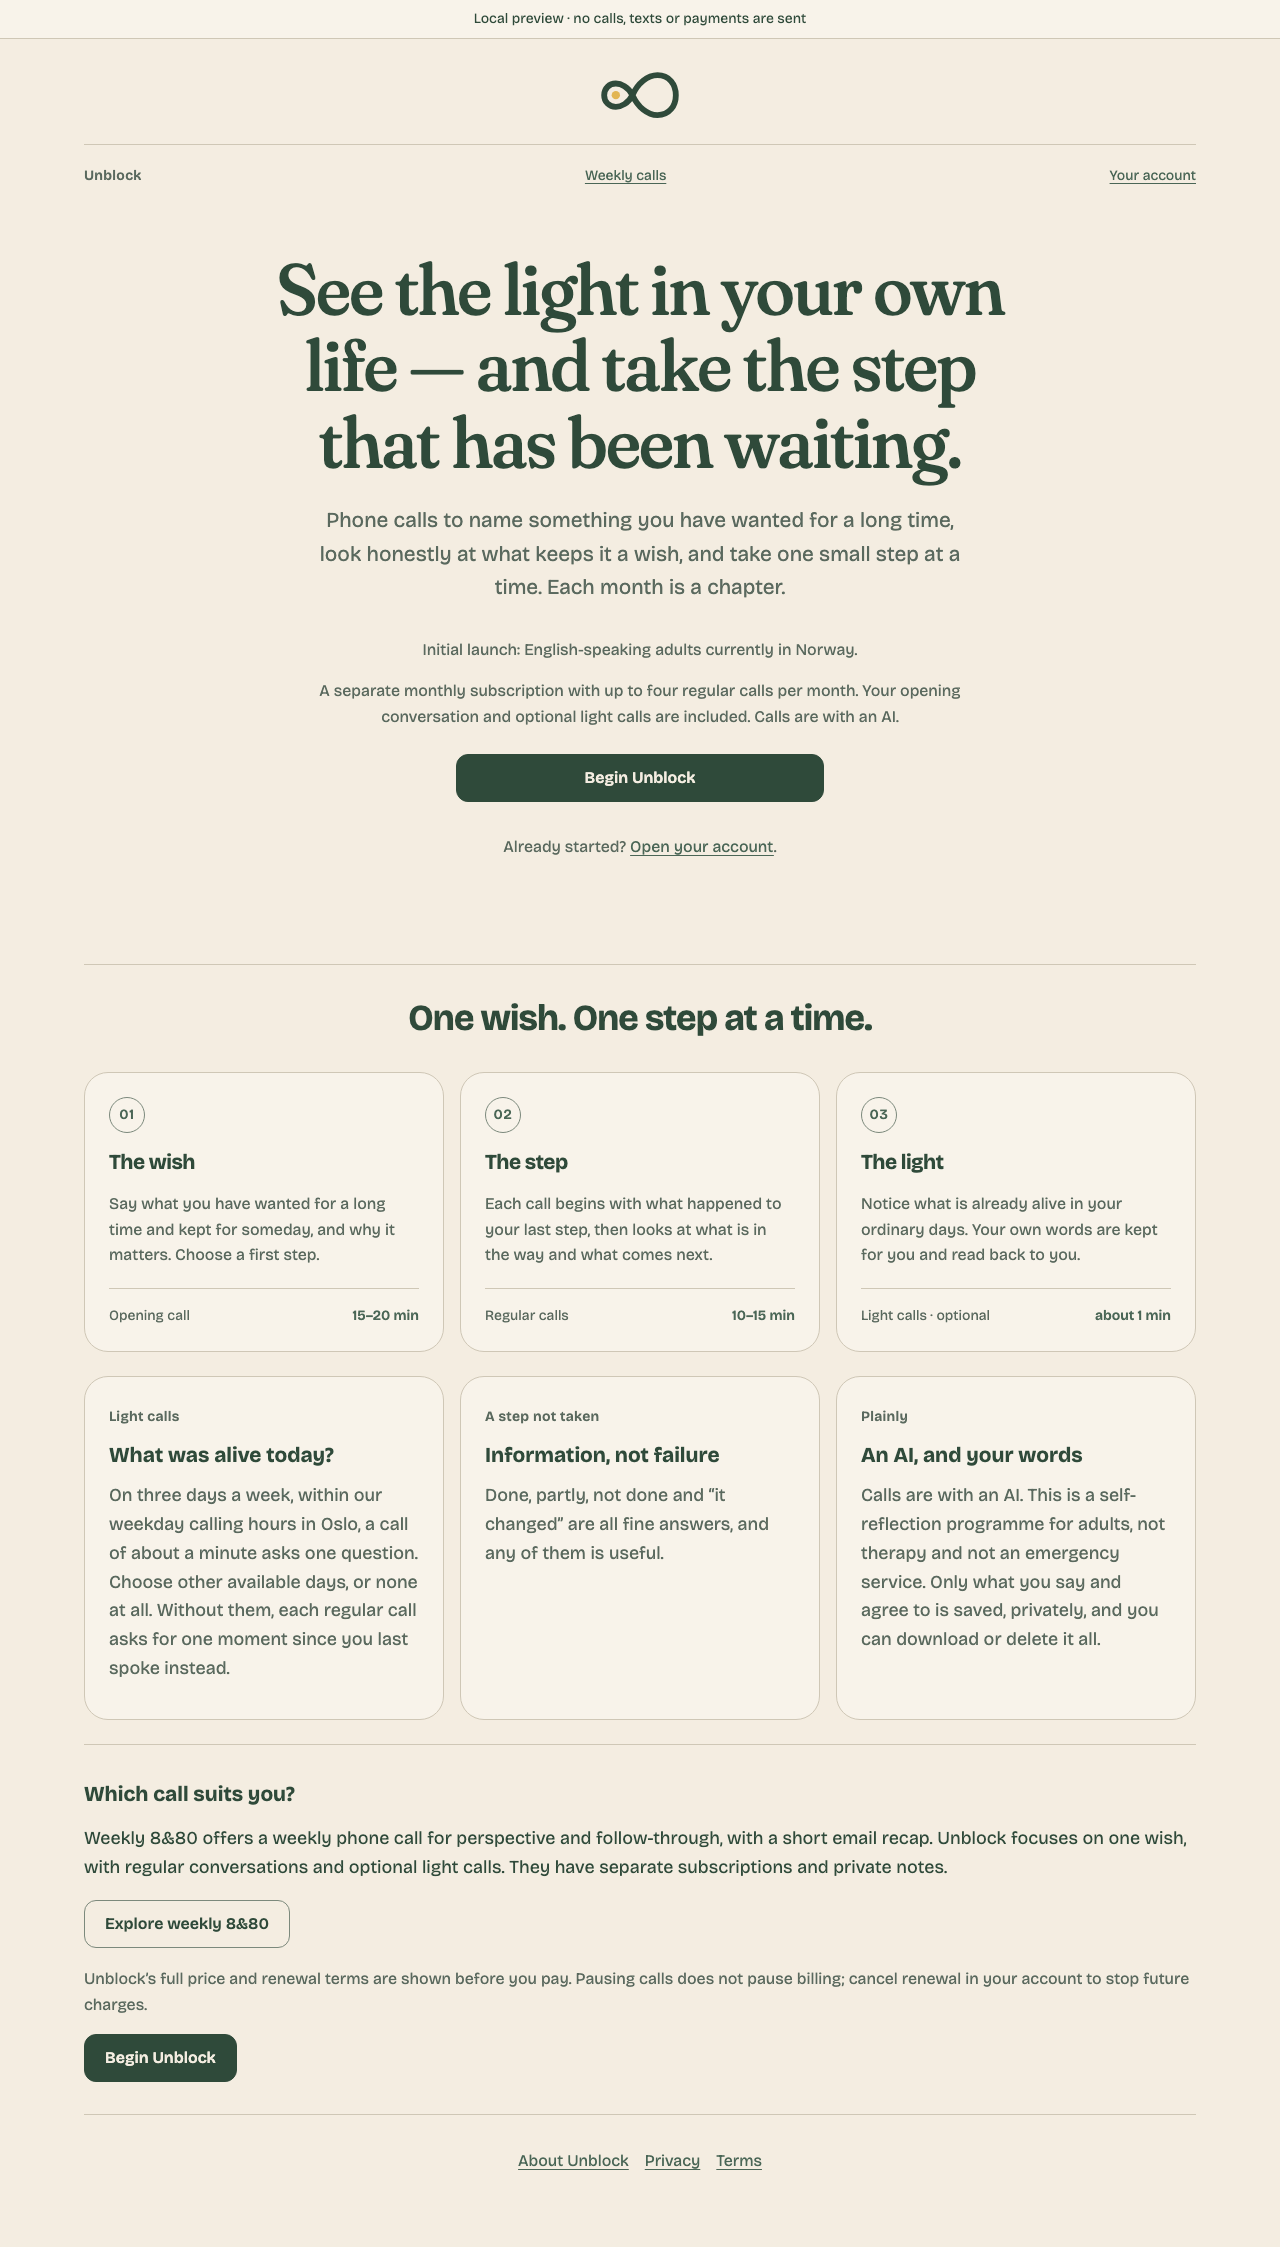 Local preview · no calls, texts or payments are sent
Unblock
Weekly calls
Your account
See the light in your own
life — and take the step
that has been waiting.
Phone calls to name something you have wanted for a long time,
look honestly at what keeps it a wish, and take one small step at a
time. Each month is a chapter.
Initial launch: English-speaking adults currently in Norway.
A separate monthly subscription with up to four regular calls per month. Your opening
conversation and optional light calls are included. Calls are with an AI.
Begin Unblock
Already started? Open your account.
One wish. One step at a time.
01
The wish
Say what you have wanted for a long
time and kept for someday, and why it
matters. Choose a first step.
Opening call
15–20 min
02
The step
Each call begins with what happened to
your last step, then looks at what is in
the way and what comes next.
Regular calls
10–15 min
03
The light
Notice what is already alive in your
ordinary days. Your own words are kept
for you and read back to you.
Light calls · optional
about 1 min
Light calls
What was alive today?
On three days a week, within our
weekday calling hours in Oslo, a call
of about a minute asks one question.
Choose other available days, or none
at all. Without them, each regular call
asks for one moment since you last
spoke instead.
A step not taken
Information, not failure
Done, partly, not done and “it
changed” are all fine answers, and
any of them is useful.
Plainly
An AI, and your words
Calls are with an AI. This is a self-
reflection programme for adults, not
therapy and not an emergency
service. Only what you say and
agree to is saved, privately, and you
can download or delete it all.
Which call suits you?
Weekly 8&80 offers a weekly phone call for perspective and follow-through, with a short email recap. Unblock focuses on one wish,
with regular conversations and optional light calls. They have separate subscriptions and private notes.
Explore weekly 8&80
Unblock’s full price and renewal terms are shown before you pay. Pausing calls does not pause billing; cancel renewal in your account to stop future
charges.
Begin Unblock
About Unblock
Privacy
Terms